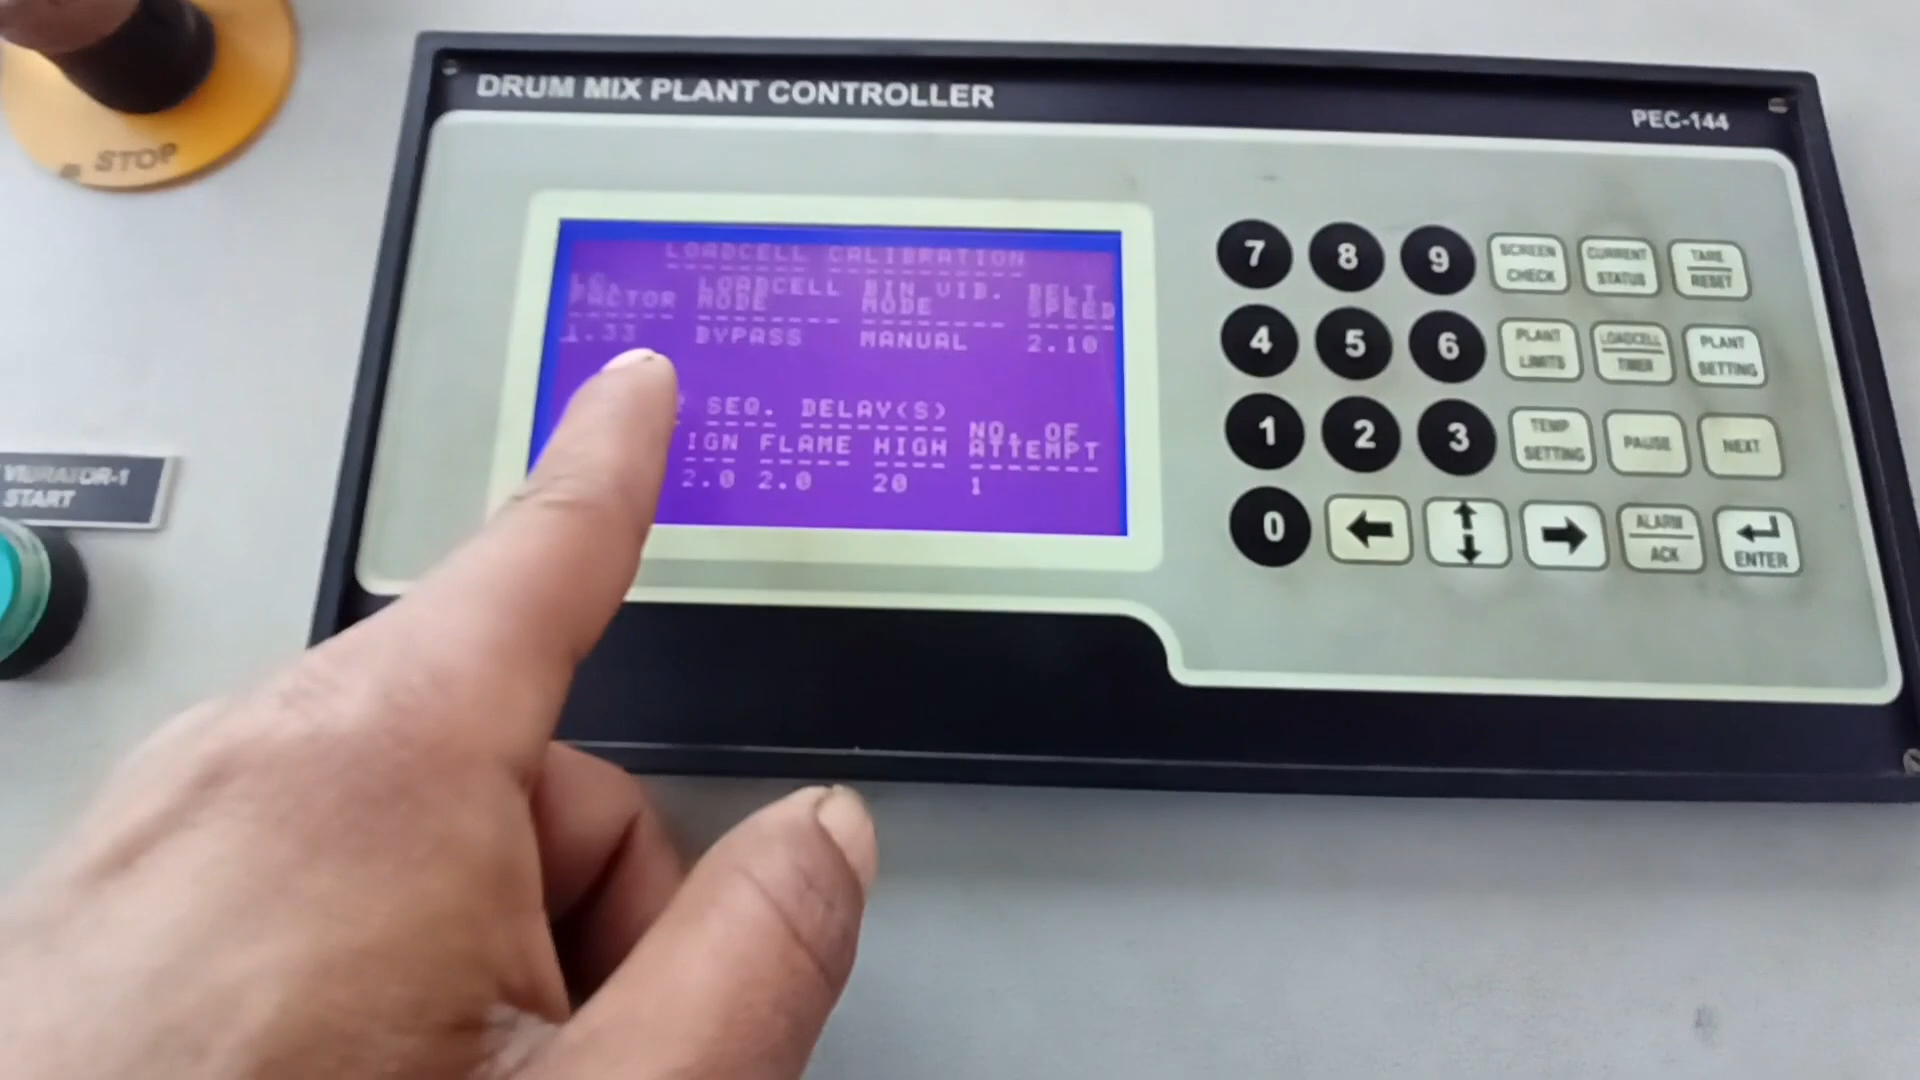 DRUM MIX PLANT CONTROLLER
PEC-144
STOP
LOADCELL CALIBRATION
LC. LOADCELL BIN VIB. BELT
FACTOR MODE MODE SPEED
1.33 BYPASS MANUAL 2.10
SEQ. DELAY(S)
NO. OF
IGN FLAME HIGH ATTEMPT
2.0 2.0 20 1
7 8 9 SCREEN CHECK CURRENT STATUS TARE RESET
4 5 6 PLANT LIMITS LOADCELL TIMER PLANT SETTING
1 2 3 TEMP SETTING PAUSE NEXT
0 ALARM ACK ENTER
VIBRATOR-1
START